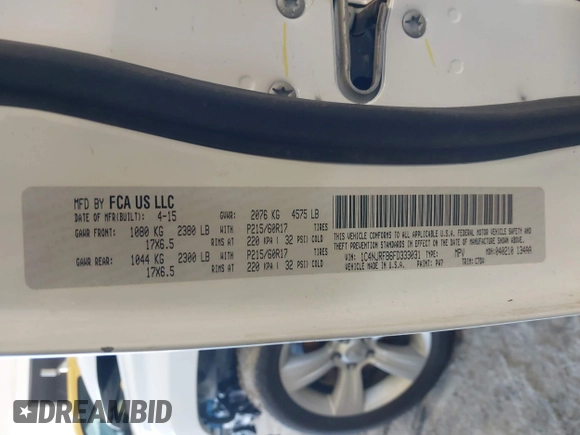 MFD BY FCA US LLC
DATE OF MFR(BUILT): 4-15 GVWR: 2076 KG 4575 LB
GAWR FRONT: 1080 KG 2380 LB WITH P215/60R17 TIRES
17X6.5 RIMS AT 220 KPA / 32 PSI COLD
GAWR REAR: 1044 KG 2300 LB WITH P215/60R17 TIRES
17X6.5 RIMS AT 220 KPA / 32 PSI COLD
THIS VEHICLE CONFORMS TO ALL APPLICABLE U.S.A. FEDERAL MOTOR VEHICLE SAFETY AND
THEFT PREVENTION STANDARDS IN EFFECT ON THE DATE OF MANUFACTURE SHOWN ABOVE.
VIN: 1C4NJRFB6FD333031 TYPE: MPV MDH: 040210 134AA
VEHICLE MADE IN U.S.A. PAINT: PW7
DREAMBID